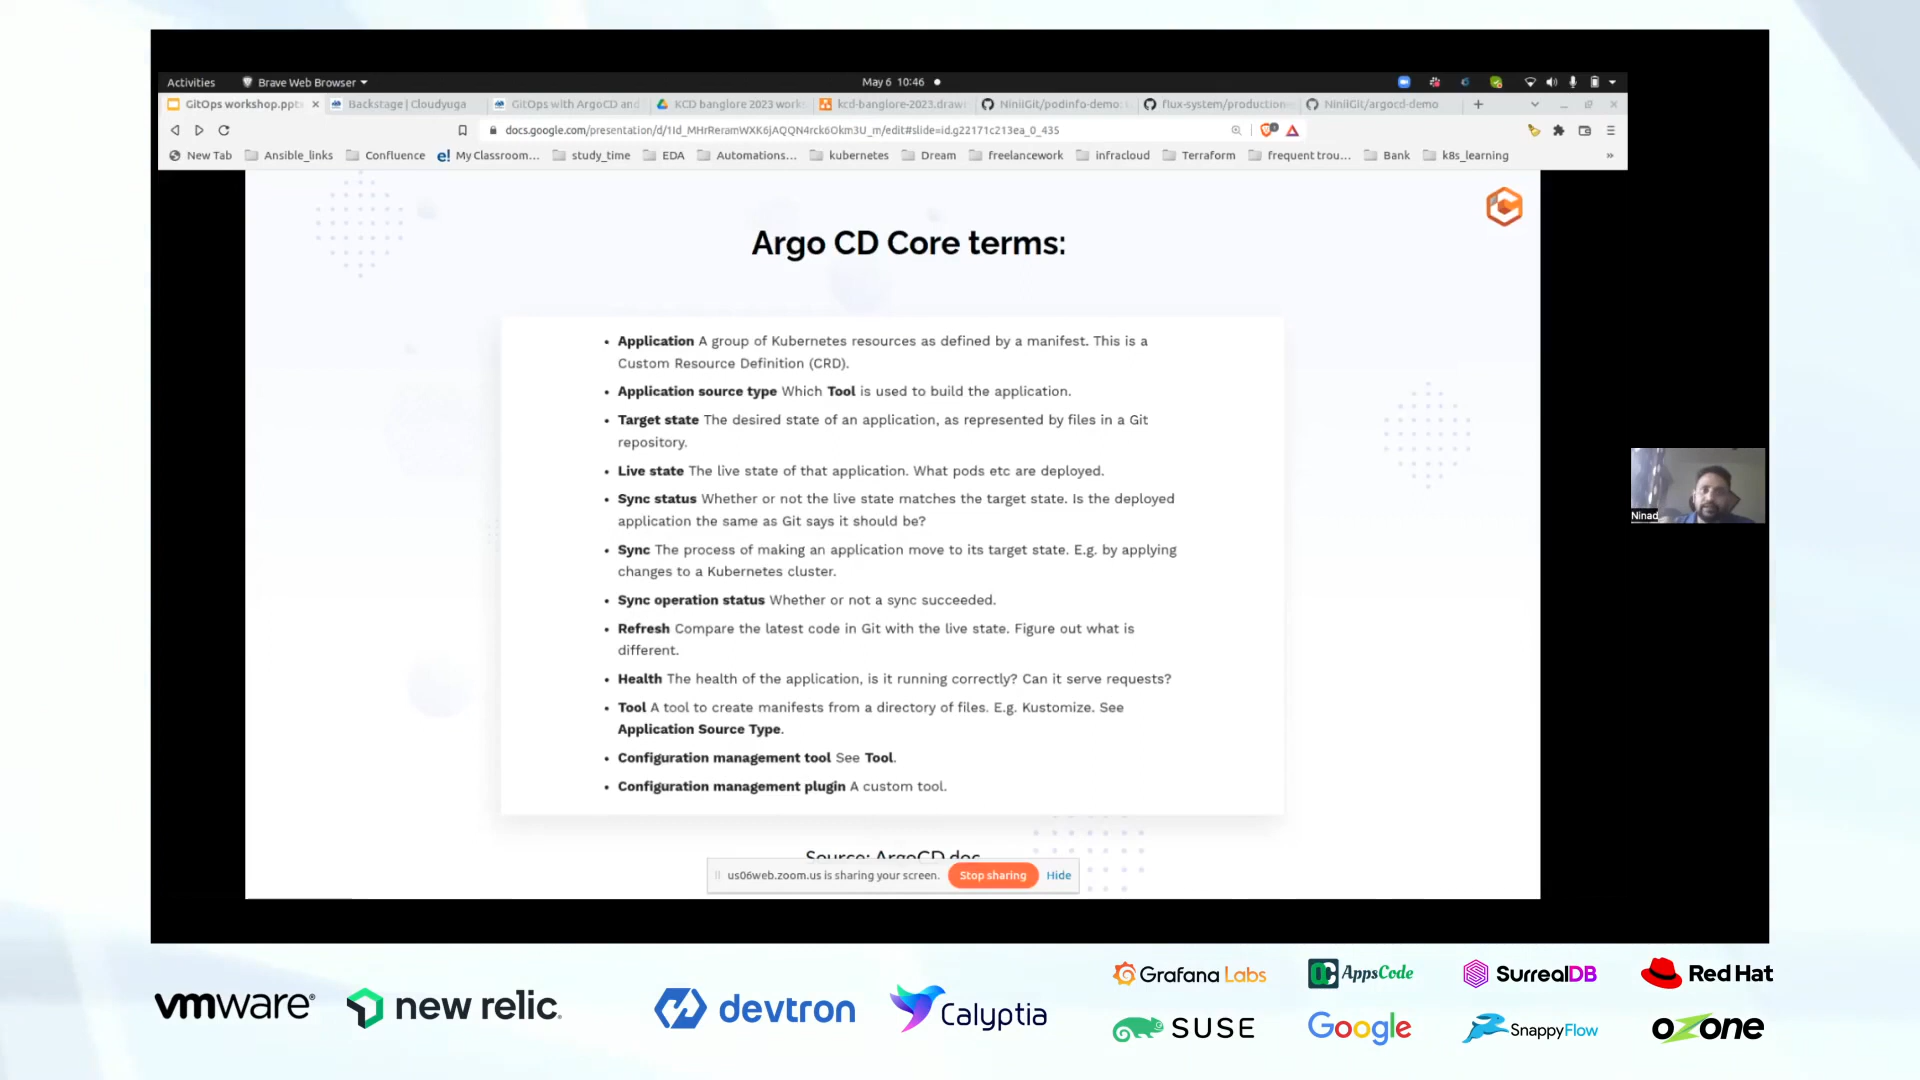 Activities
Brave Web Browser
May 6 10:46
GitOps workshop.pptx
Backstage | Cloudyuga
GitOps with ArgoCD and
KCD banglore 2023 works
kcd-banglore-2023.drawi
NiniiGit/podinfo-demo:
flux-system/production
NiniiGit/argocd-demo
docs.google.com/presentation/d/1Id_MHrReramWXK6jAQQN4rck6Okm3U_m/edit#slide=id.g22171c213ea_0_435
New Tab
Ansible_links
Confluence
My Classroom...
study_time
EDA
Automations...
kubernetes
Dream
freelancework
infracloud
Terraform
frequent trou...
Bank
k8s_learning
Argo CD Core terms:
• Application A group of Kubernetes resources as defined by a manifest. This is a
Custom Resource Definition (CRD).
• Application source type Which Tool is used to build the application.
• Target state The desired state of an application, as represented by files in a Git
repository.
• Live state The live state of that application. What pods etc are deployed.
• Sync status Whether or not the live state matches the target state. Is the deployed
application the same as Git says it should be?
• Sync The process of making an application move to its target state. E.g. by applying
changes to a Kubernetes cluster.
• Sync operation status Whether or not a sync succeeded.
• Refresh Compare the latest code in Git with the live state. Figure out what is
different.
• Health The health of the application, is it running correctly? Can it serve requests?
• Tool A tool to create manifests from a directory of files. E.g. Kustomize. See
Application Source Type.
• Configuration management tool See Tool.
• Configuration management plugin A custom tool.
Source: ArgoCD doc
us06web.zoom.us is sharing your screen.
Stop sharing
Hide
Ninad
vmware
new relic.
devtron
Calyptia
Grafana Labs
AppsCode
SurrealDB
Red Hat
SUSE
Google
SnappyFlow
ozone